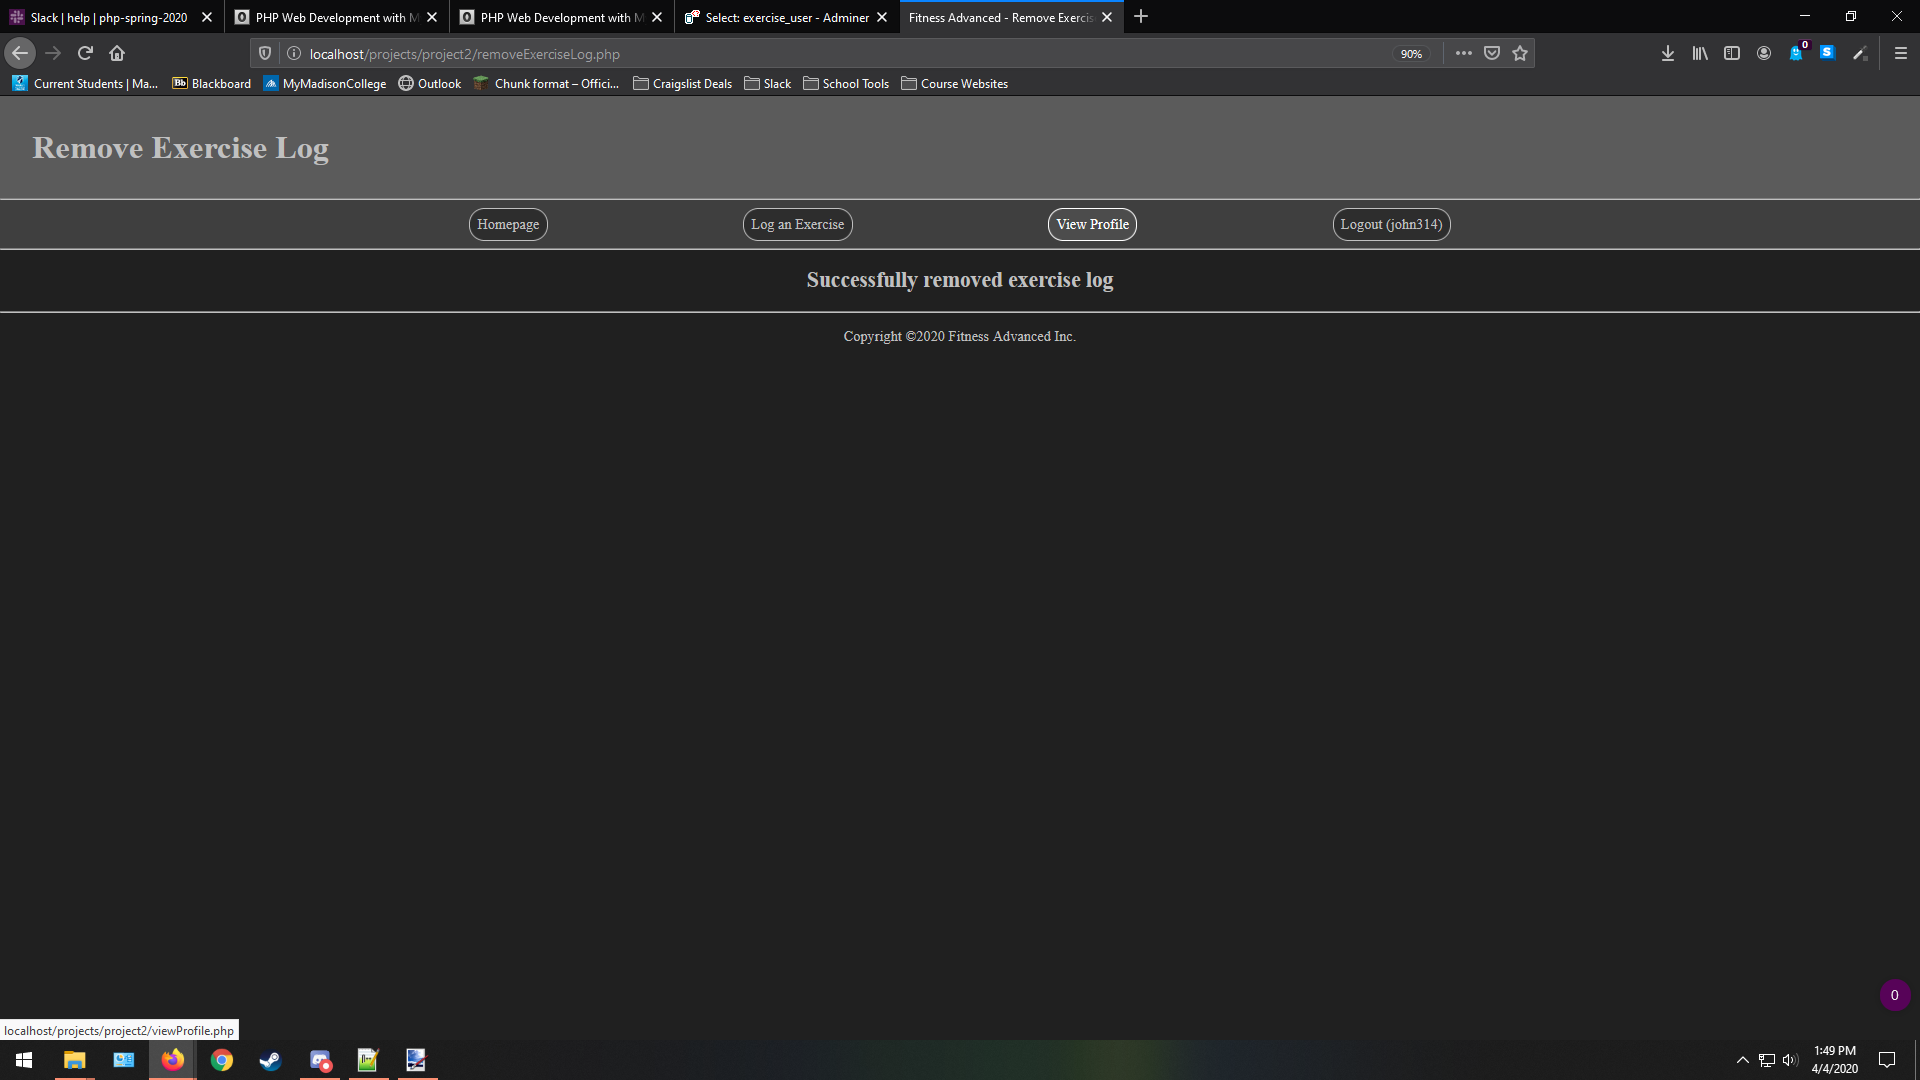 Slack | help | php-spring-2020
PHP Web Development with M
PHP Web Development with M
Select: exercise_user - Adminer
Fitness Advanced - Remove Exercis
localhost/projects/project2/removeExerciseLog.php
90%
0
S
Current Students | Ma...
Bb Blackboard
MyMadisonCollege
Outlook
Chunk format – Offici...
Craigslist Deals
Slack
School Tools
Course Websites
Remove Exercise Log
Homepage
Log an Exercise
View Profile
Logout (john314)
Successfully removed exercise log
Copyright ©2020 Fitness Advanced Inc.
0
localhost/projects/project2/viewProfile.php
1:49 PM
4/4/2020